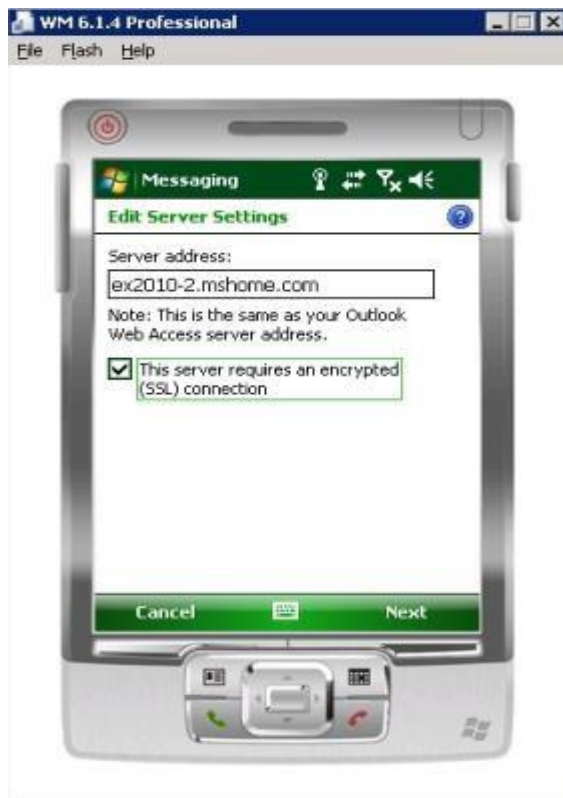 WM 6.1.4 Professional
File Flash Help
Messaging
Edit Server Settings
Server address:
ex2010-2.mshome.com
Note: This is the same as your Outlook
Web Access server address.
This server requires an encrypted
(SSL) connection
Cancel Next